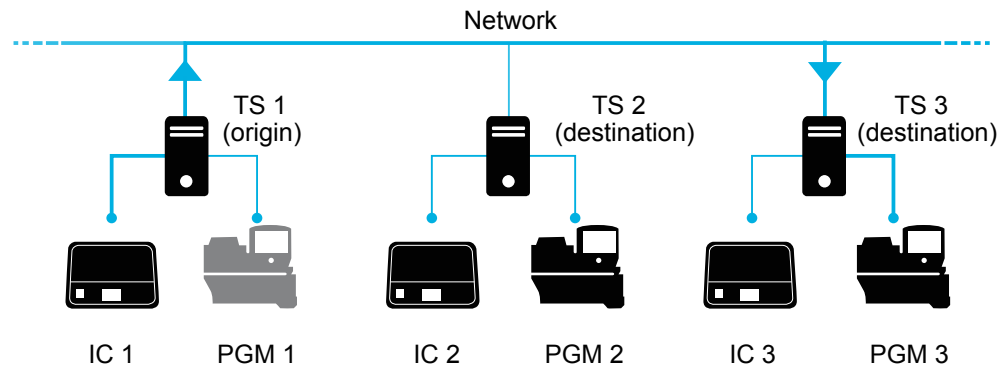 Network
TS 1
(origin)
TS 2
(destination)
TS 3
(destination)
IC 1
PGM 1
IC 2
PGM 2
IC 3
PGM 3